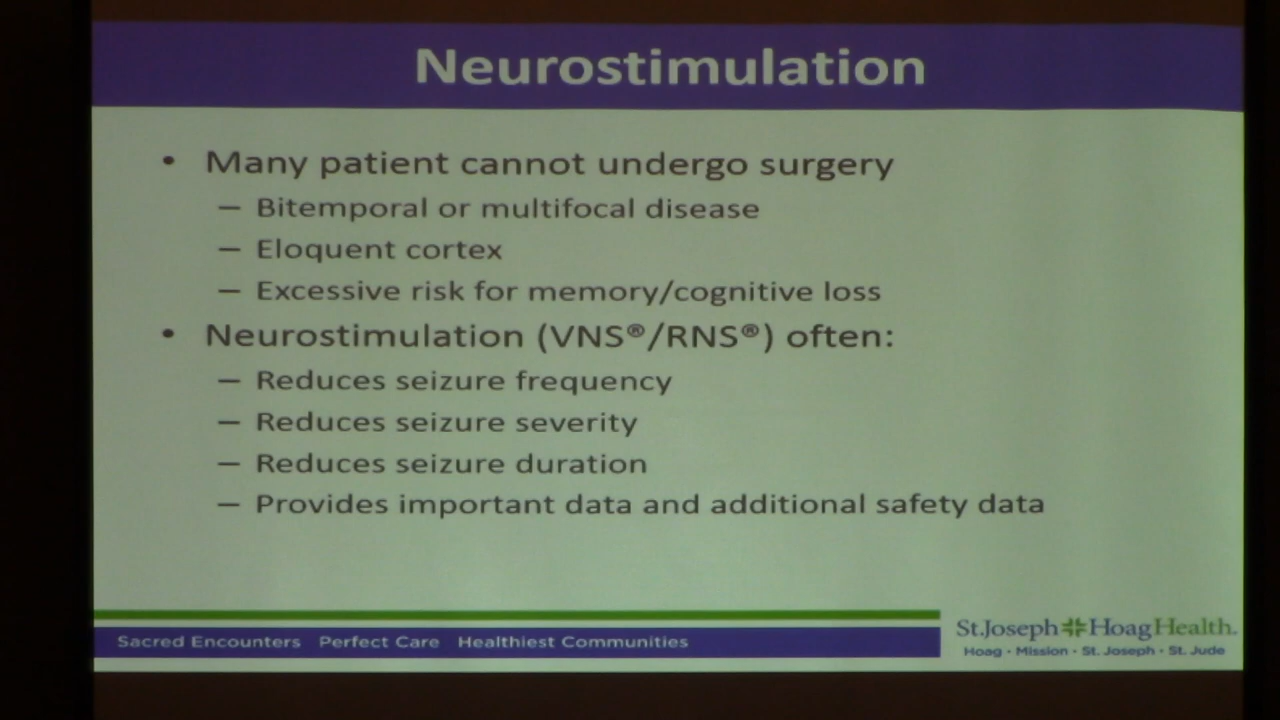 Neurostimulation
• Many patient cannot undergo surgery
– Bitemporal or multifocal disease
– Eloquent cortex
– Excessive risk for memory/cognitive loss
• Neurostimulation (VNS®/RNS®) often:
– Reduces seizure frequency
– Reduces seizure severity
– Reduces seizure duration
– Provides important data and additional safety data
Sacred Encounters Perfect Care Healthiest Communities
St.Joseph HoagHealth.
Hoag · Mission · St. Joseph · St. Jude